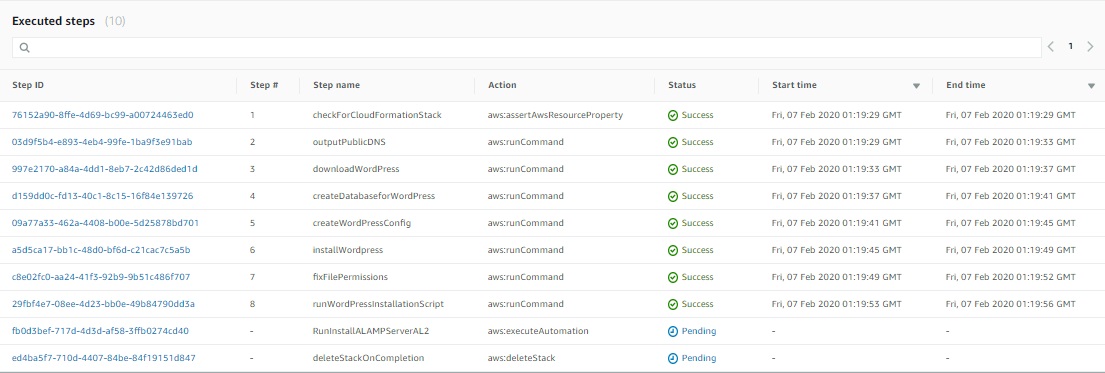 Executed steps (10)
1
Step ID Step # Step name Action Status Start time End time
76152a90-8ffe-4d69-bc99-a00724463ed0 1 checkForCloudFormationStack aws:assertAwsResourceProperty Success Fri, 07 Feb 2020 01:19:29 GMT Fri, 07 Feb 2020 01:19:29 GMT
03d9f5b4-e893-4eb4-99fe-1ba9f3e91bab 2 outputPublicDNS aws:runCommand Success Fri, 07 Feb 2020 01:19:29 GMT Fri, 07 Feb 2020 01:19:33 GMT
997e2170-a84a-4dd1-8eb7-2c42d86ded1d 3 downloadWordPress aws:runCommand Success Fri, 07 Feb 2020 01:19:33 GMT Fri, 07 Feb 2020 01:19:37 GMT
d159dd0c-fd13-40c1-8c15-16f84e139726 4 createDatabaseforWordPress aws:runCommand Success Fri, 07 Feb 2020 01:19:37 GMT Fri, 07 Feb 2020 01:19:41 GMT
09a77a33-462a-4408-b00e-5d25878bd701 5 createWordPressConfig aws:runCommand Success Fri, 07 Feb 2020 01:19:41 GMT Fri, 07 Feb 2020 01:19:45 GMT
a5d5ca17-bb1c-48d0-bf6d-c21cac7c5a5b 6 installWordpress aws:runCommand Success Fri, 07 Feb 2020 01:19:45 GMT Fri, 07 Feb 2020 01:19:49 GMT
c8e02fc0-aa24-41f3-92b9-9b51c486f707 7 fixFilePermissions aws:runCommand Success Fri, 07 Feb 2020 01:19:49 GMT Fri, 07 Feb 2020 01:19:52 GMT
29fbf4e7-08ee-4d23-bb0e-49b84790dd3a 8 runWordPressInstallationScript aws:runCommand Success Fri, 07 Feb 2020 01:19:53 GMT Fri, 07 Feb 2020 01:19:56 GMT
fb0d3bef-717d-4d3d-af58-3ffb0274cd40 - RunInstallALAMPServerAL2 aws:executeAutomation Pending - -
ed4ba5f7-710d-4407-84be-84f19151d847 - deleteStackOnCompletion aws:deleteStack Pending - -